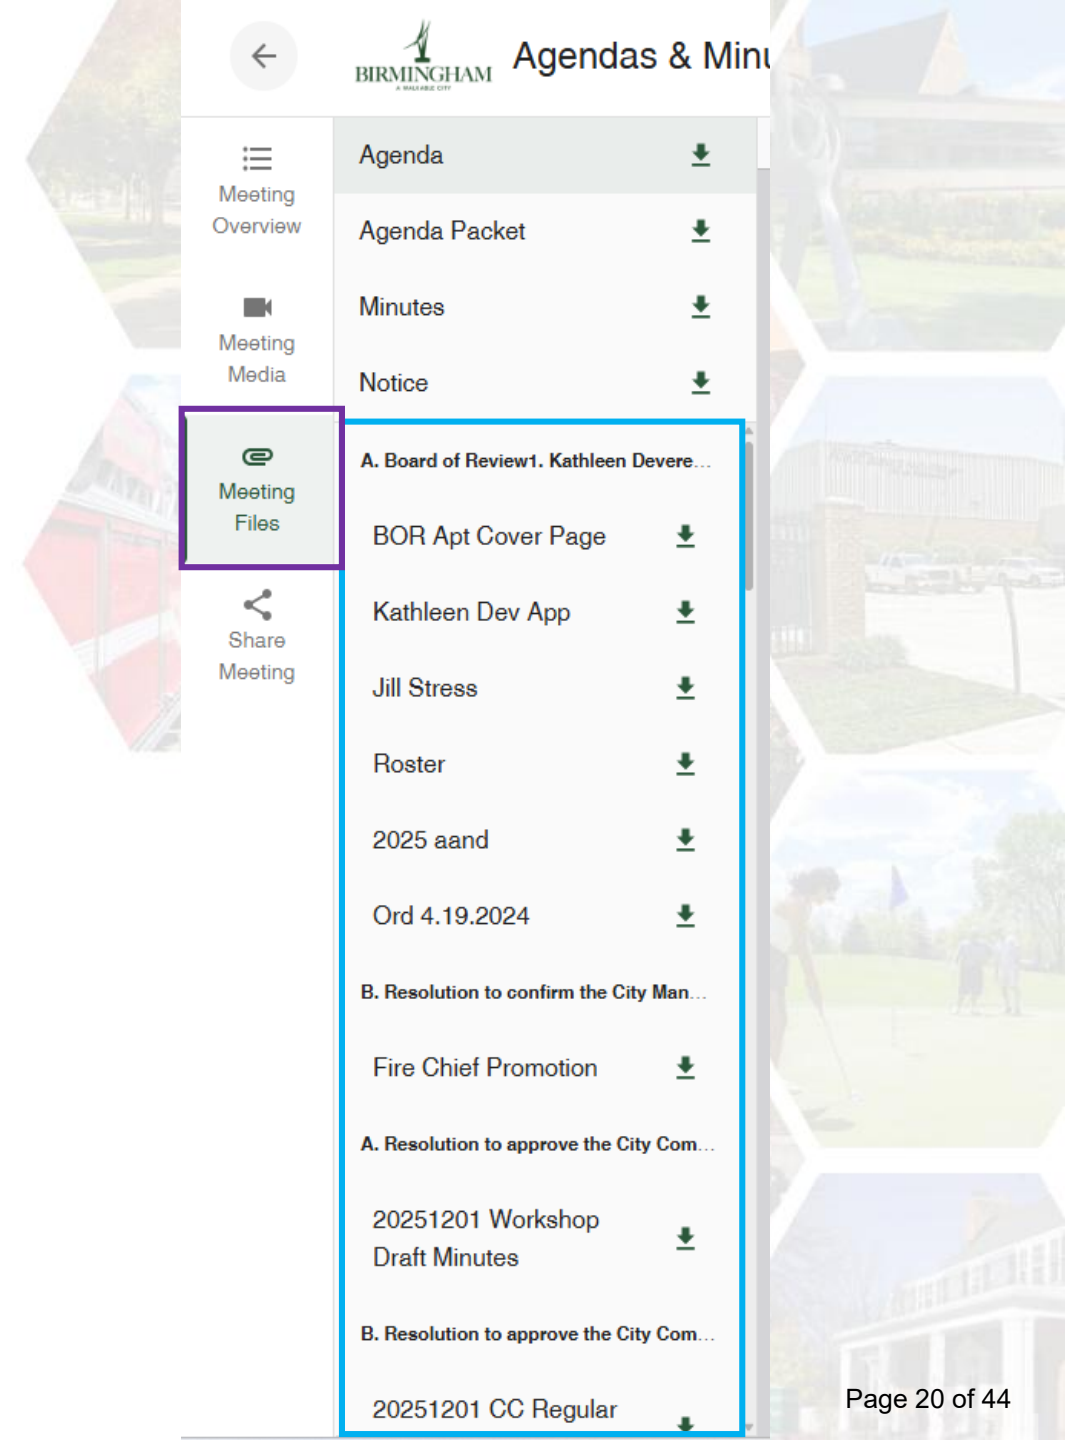 BIRMINGHAM
A WALKABLE CITY
Agendas & Minu
Meeting
Overview
Meeting
Media
Meeting
Files
Share
Meeting
Agenda
Agenda Packet
Minutes
Notice
A. Board of Review1. Kathleen Devere...
BOR Apt Cover Page
Kathleen Dev App
Jill Stress
Roster
2025 aand
Ord 4.19.2024
B. Resolution to confirm the City Man...
Fire Chief Promotion
A. Resolution to approve the City Com...
20251201 Workshop
Draft Minutes
B. Resolution to approve the City Com...
20251201 CC Regular
Page 20 of 44